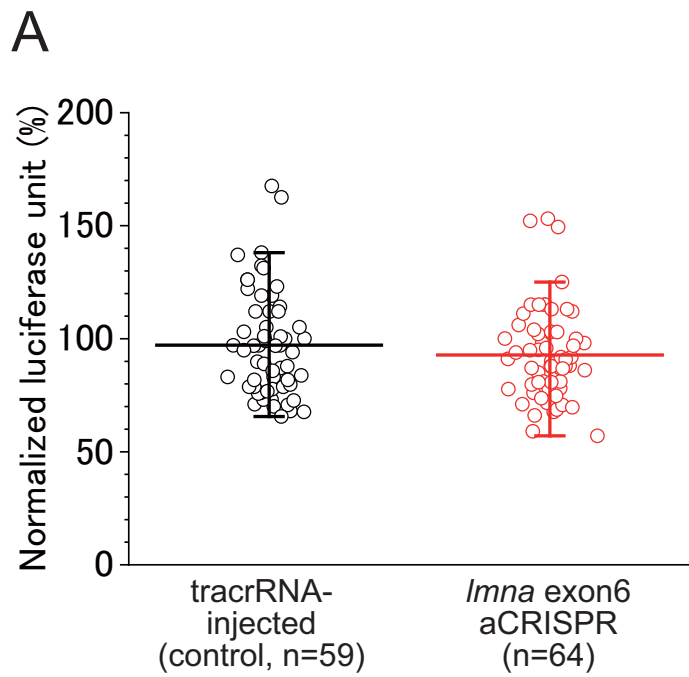 A
Normalized luciferase unit (%)
200
150
100
50
0
tracrRNA-
injected
(control, n=59)
lmna exon6
aCRISPR
(n=64)